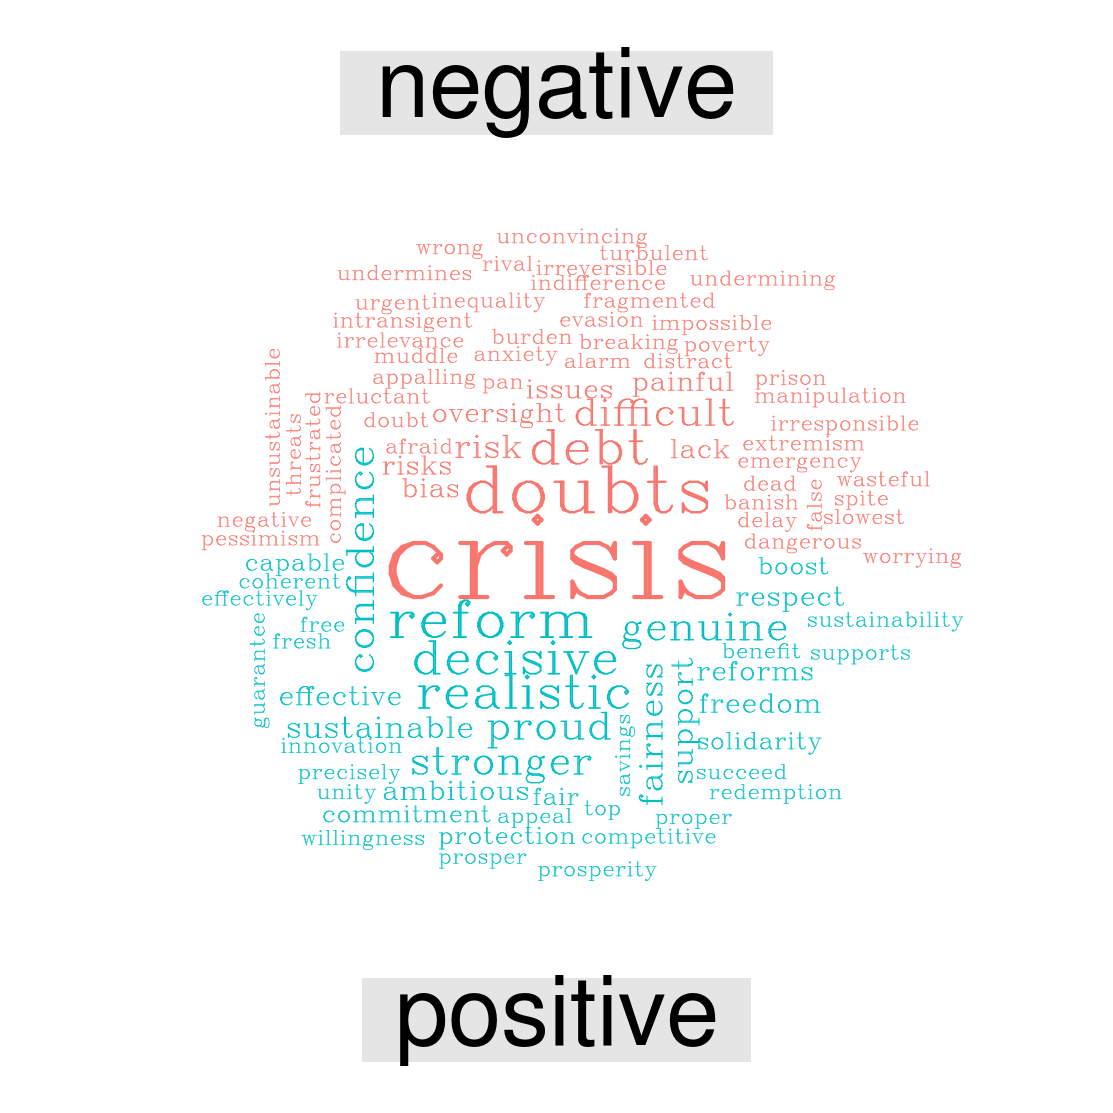 negative
unconvincing
wrong
turbulent
rival
irreversible
undermines
indifference
undermining
urgent
inequality
fragmented
intransigent
evasion
impossible
burden
irrelevance
breaking
poverty
muddle
anxiety
alarm
distract
appalling
pan
issues
painful
prison
reluctant
manipulation
unsustainable
threats
frustrated
complicated
doubt
oversight
difficult
irresponsible
afraid
risk
debt
lack
extremism
risks
emergency
bias
doubts
dead
wasteful
banish
false
spite
negative
delay
slowest
pessimism
crisis
dangerous
worrying
confidence
capable
boost
coherent
effectively
respect
guarantee
free
reform
genuine
sustainability
fresh
decisive
benefit
supports
fairness
support
reforms
effective
realistic
freedom
sustainable
proud
savings
solidarity
innovation
stronger
precisely
succeed
unity
ambitious
fair
redemption
commitment
appeal
top
proper
willingness
protection
competitive
prosper
prosperity
positive